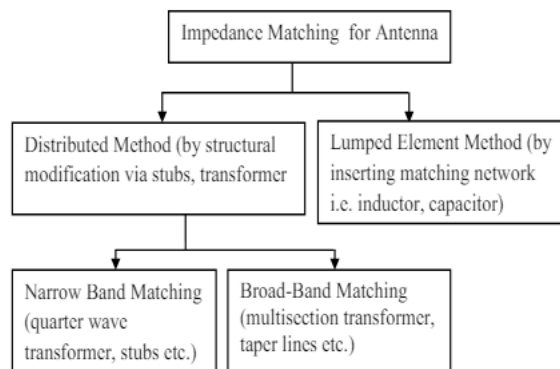 Impedance Matching for Antenna
Distributed Method (by structural
modification via stubs, transformer
Lumped Element Method (by
inserting matching network
i.e. inductor, capacitor)
Narrow Band Matching
(quarter wave
transformer, stubs etc.)
Broad-Band Matching
(multisection transformer,
taper lines etc.)